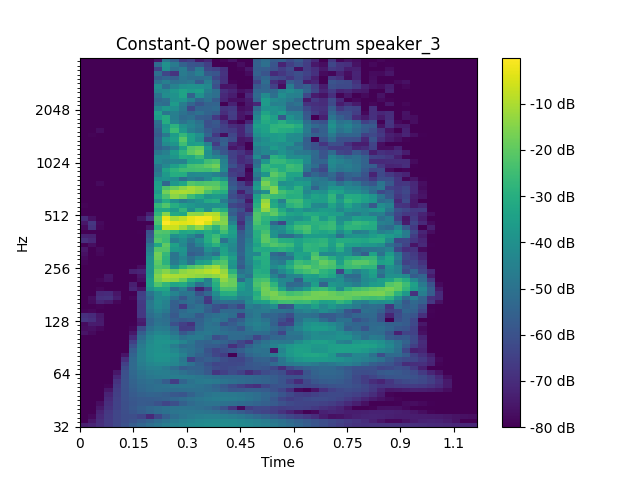 Constant-Q power spectrum speaker_3
Hz
2048
1024
512
256
128
64
32
0
0.15
0.3
0.45
0.6
0.75
0.9
1.1
Time
-10 dB
-20 dB
-30 dB
-40 dB
-50 dB
-60 dB
-70 dB
-80 dB